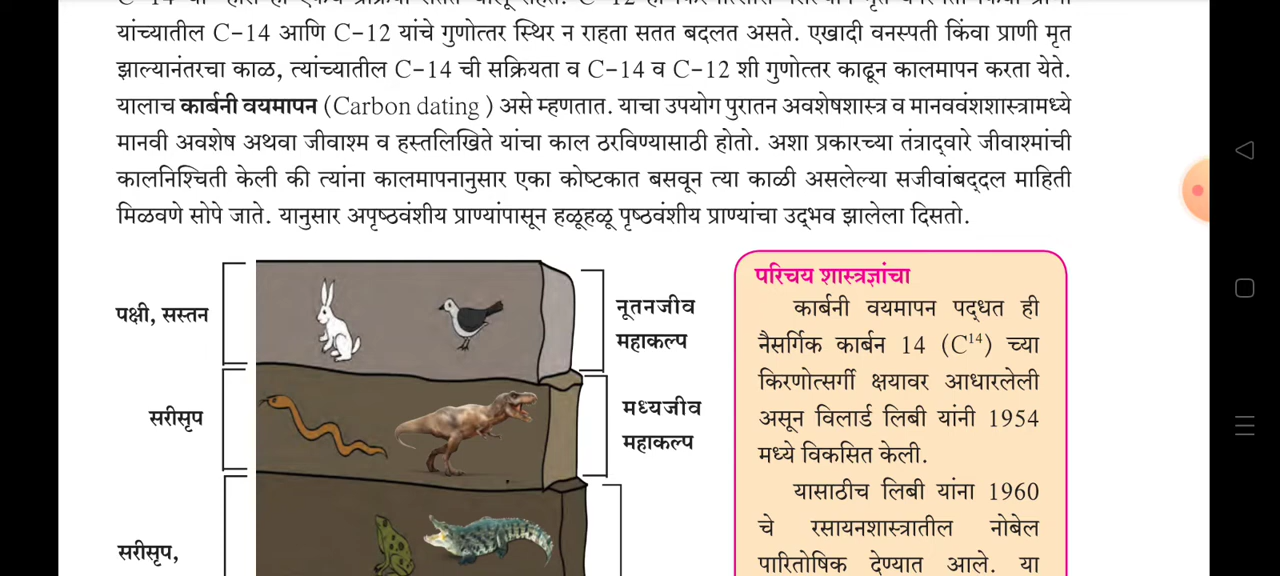 यांच्यातील C-14 आणि C-12 यांचे गुणोत्तर स्थिर न राहता सतत बदलत असते. एखादी वनस्पती किंवा प्राणी मृत
झाल्यानंतरचा काळ, त्यांच्यातील C-14 ची सक्रियता व C-14 व C-12 शी गुणोत्तर काढून कालमापन करता येते.
यालाच कार्बनी वयमापन (Carbon dating ) असे म्हणतात. याचा उपयोग पुरातन अवशेषशास्त्र व मानववंशशास्त्रामध्ये
मानवी अवशेष अथवा जीवाश्म व हस्तलिखिते यांचा काल ठरविण्यासाठी होतो. अशा प्रकारच्या तंत्राद्‌वारे जीवाश्मांची
कालनिश्चिती केली की त्यांना कालमापनानुसार एका कोष्टकात बसवून त्या काळी असलेल्या सजीवांबद्‌दल माहिती
मिळवणे सोपे जाते. यानुसार अपृष्ठवंशीय प्राण्यांपासून हळूहळू पृष्ठवंशीय प्राण्यांचा उद्‌भव झालेला दिसतो.
पक्षी, सस्तन
नूतनजीव
महाकल्प
सरीसृप
मध्यजीव
महाकल्प
सरीसृप,
परिचय शास्त्रज्ञांचा
कार्बनी वयमापन पद्‌धत ही
नैसर्गिक कार्बन 14 (C¹⁴) च्या
किरणोत्सर्गी क्षयावर आधारलेली
असून विलार्ड लिबी यांनी 1954
मध्ये विकसित केली.
यासाठीच लिबी यांना 1960
चे रसायनशास्त्रातील नोबेल
पारितोषिक देण्यात आले. या